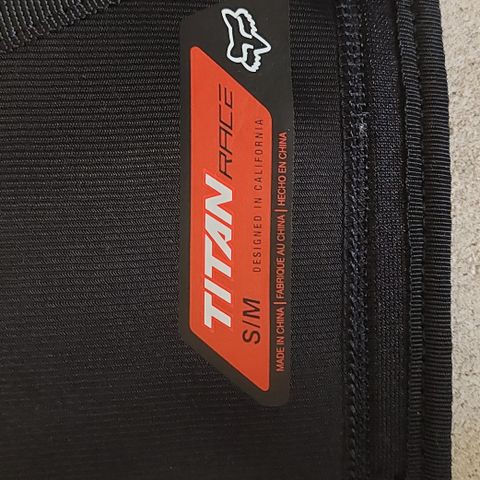 TITAN RACE
S/M DESIGNED IN CALIFORNIA
MADE IN CHINA | FABRIQUE AU CHINA | HECHO EN CHINA